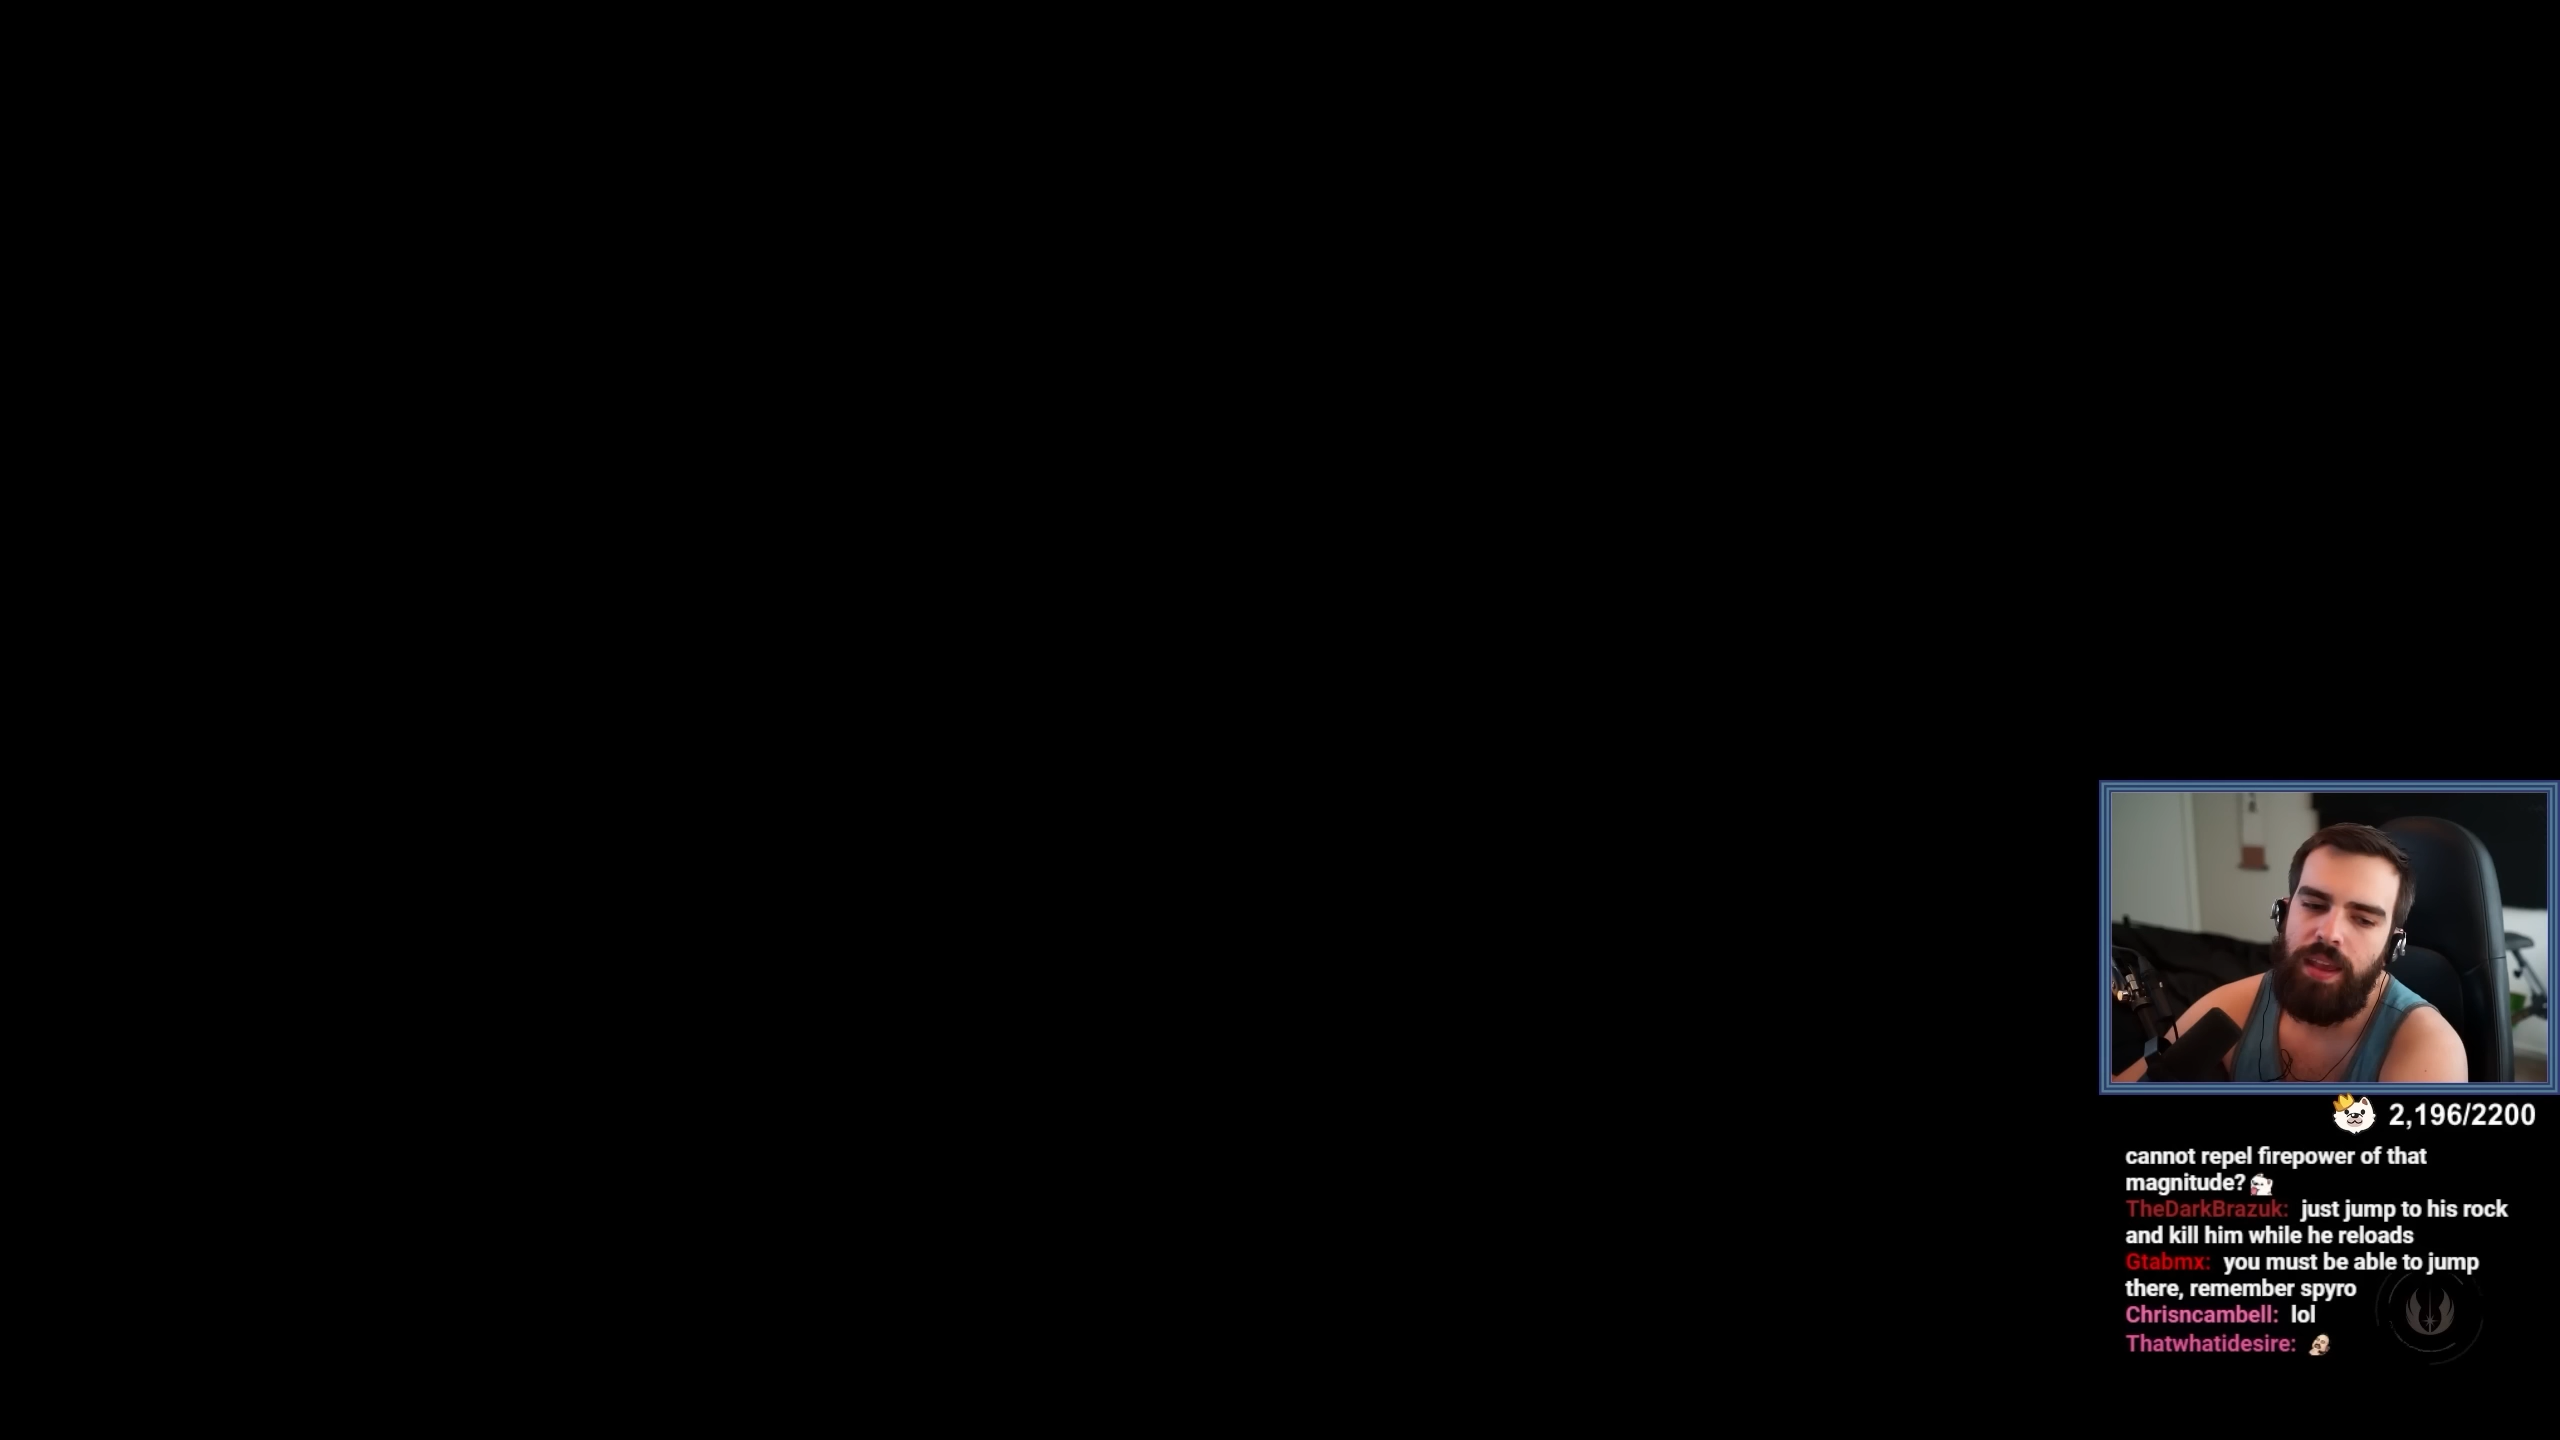 2,196/2200
cannot repel firepower of that
magnitude?
TheDarkBrazuk: just jump to his rock
and kill him while he reloads
Gtabmx: you must be able to jump
there, remember spyro
Chrisncambell: lol
Thatwhatidesire: